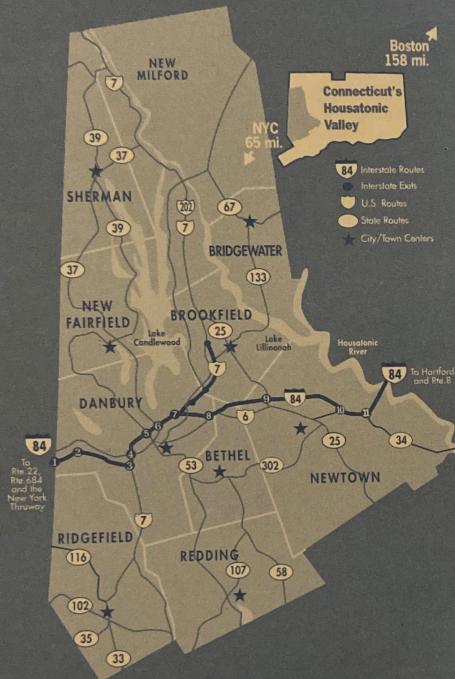 Boston
158 mi.
Connecticut's
Housatonic
Valley
NYC
65 mi.
84 Interstate Routes
Interstate Exits
U.S. Routes
State Routes
City/Town Centers
NEW
MILFORD
7
39
37
SHERMAN
202
7
67
39
BRIDGEWATER
37
133
NEW
FAIRFIELD
BROOKFIELD
25
Lake
Candlewood
Lake
Lillinonah
Housatonic
River
7
84
To Hartford
and Rte.8
DANBURY
9
84
7
8
6
10
11
5
6
84
1
2
4
3
25
34
To
Rte.22,
Rte.684
and the
New York
Thruway
53
BETHEL
302
NEWTOWN
7
RIDGEFIELD
116
REDDING
107
58
102
35
33